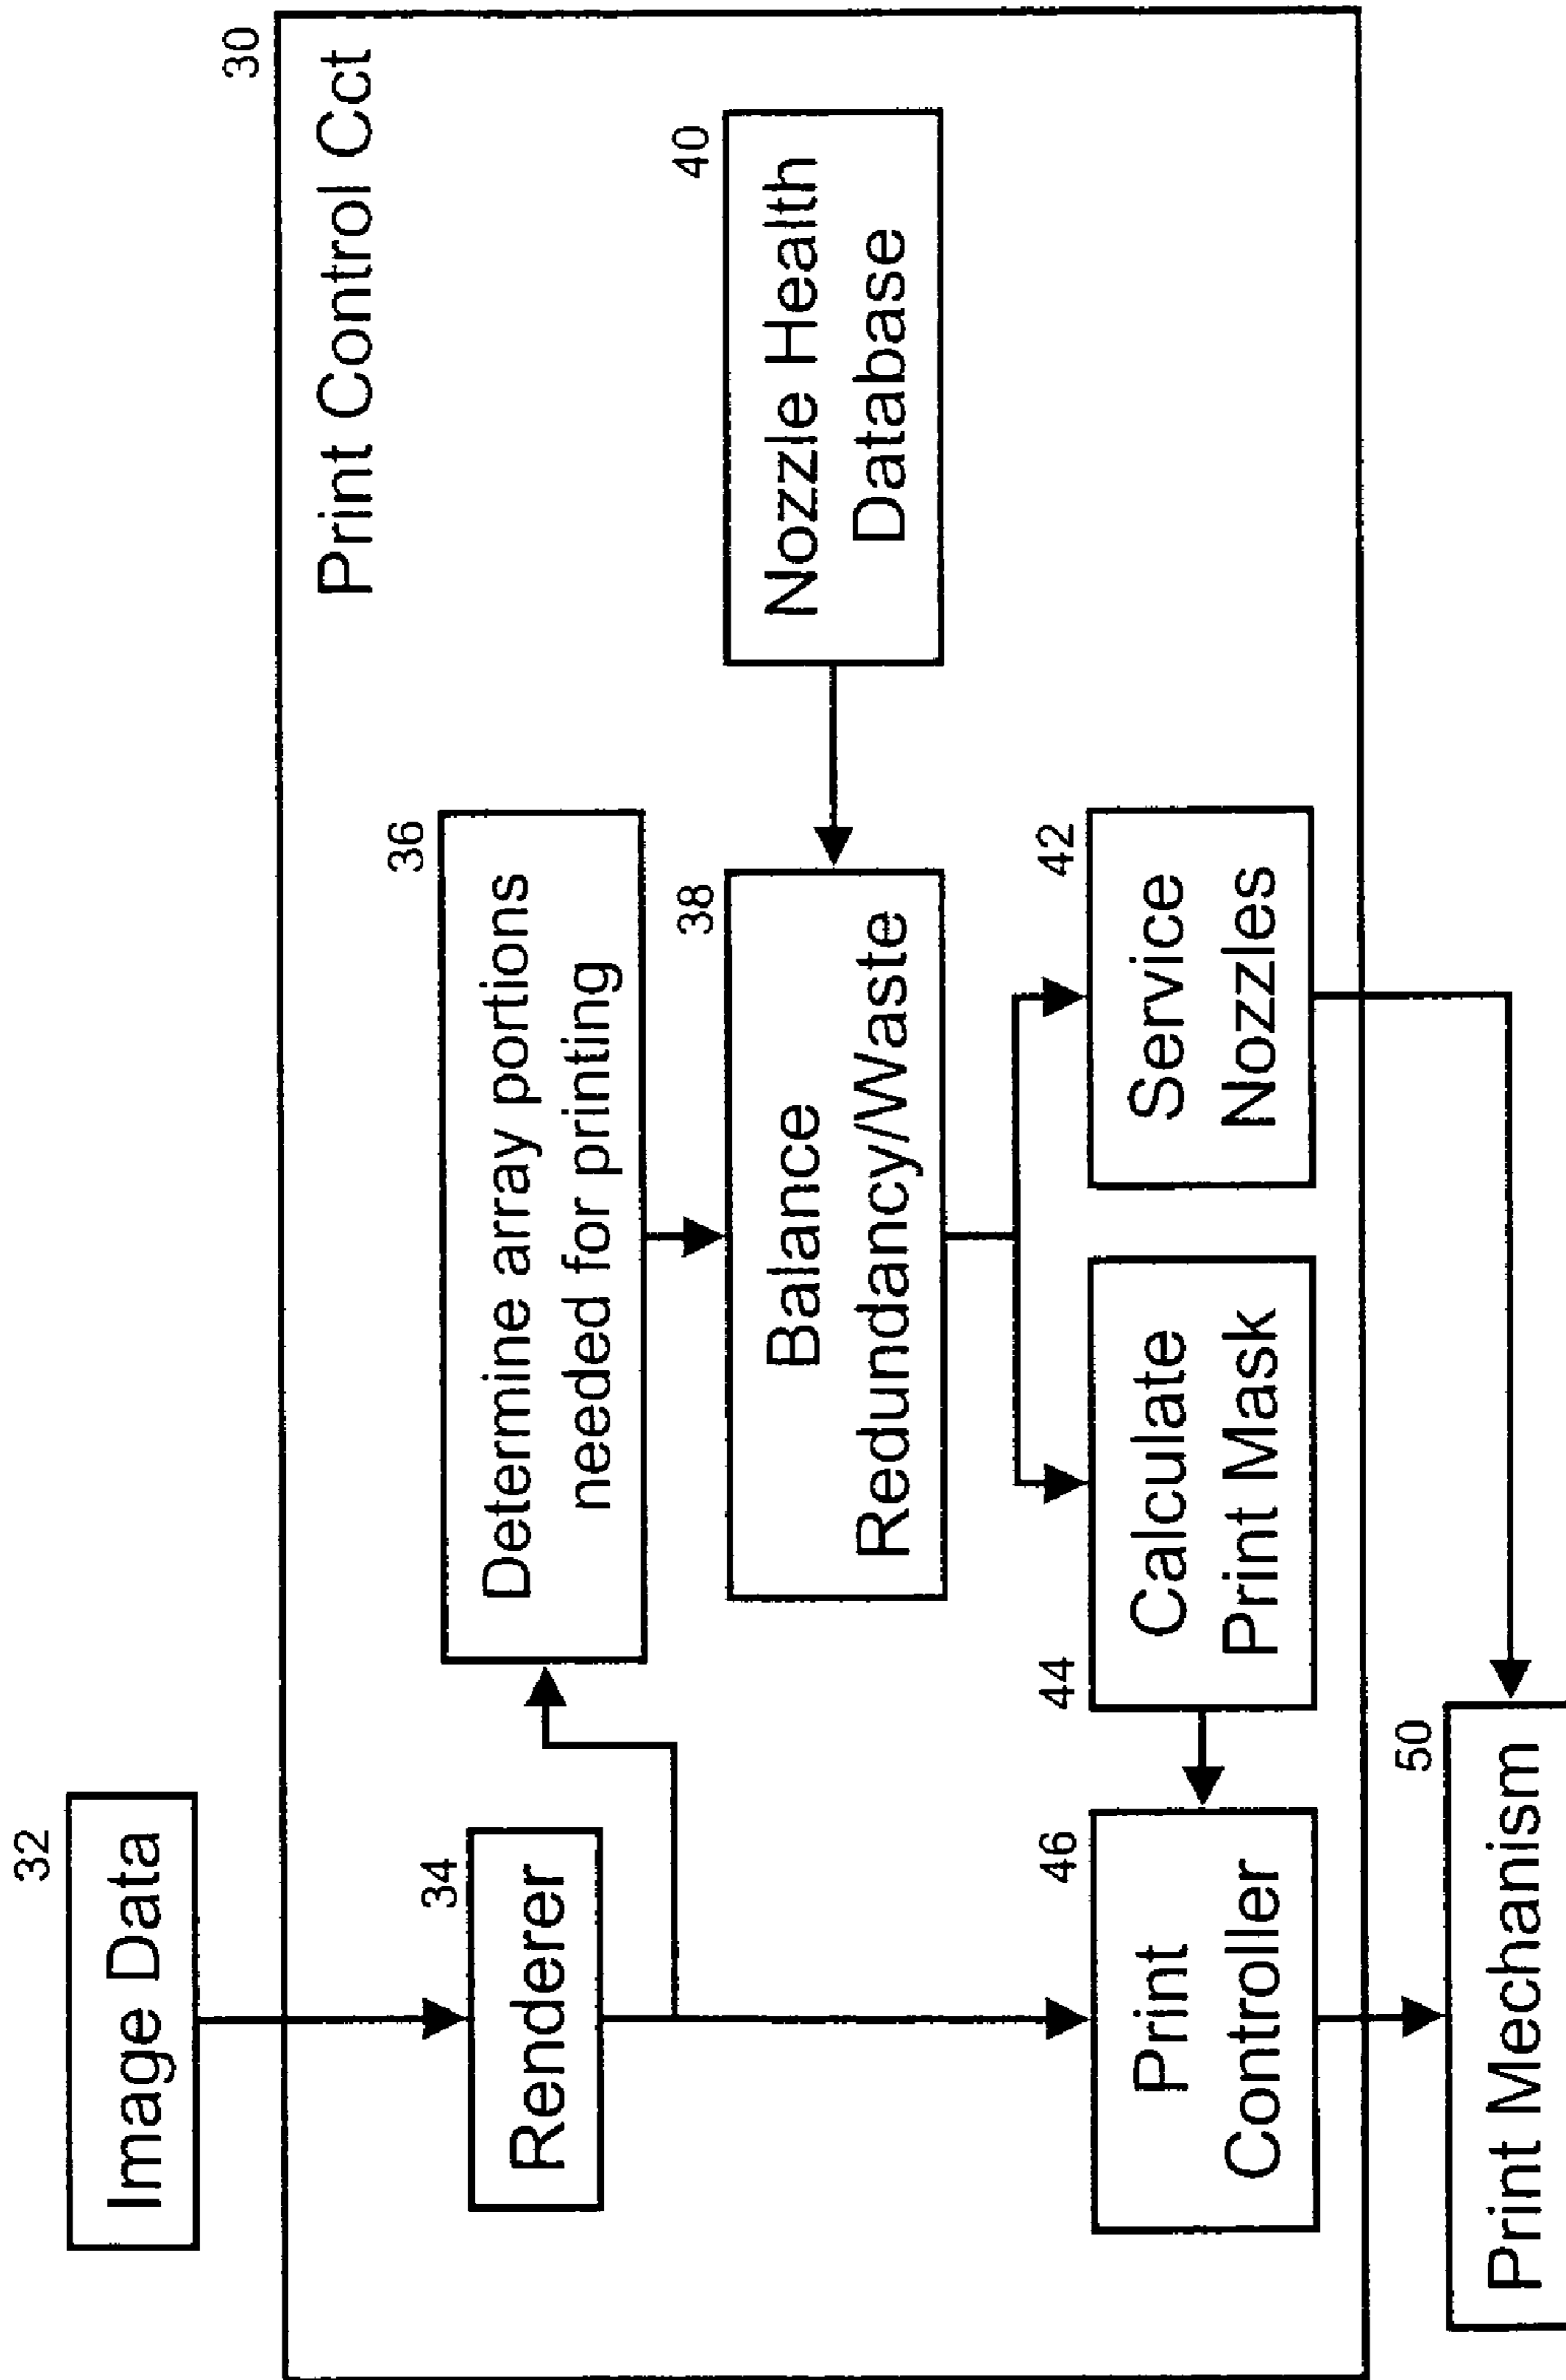 32
Image Data
30
Print Control Cct
34
Renderer
36
Determine array portions
needed for printing
38
Balance
Redundancy/Waste
40
Nozzle Health
Database
44
Calculate
Print Mask
42
Service
Nozzles
46
Print
Controller
50
Print Mechanism